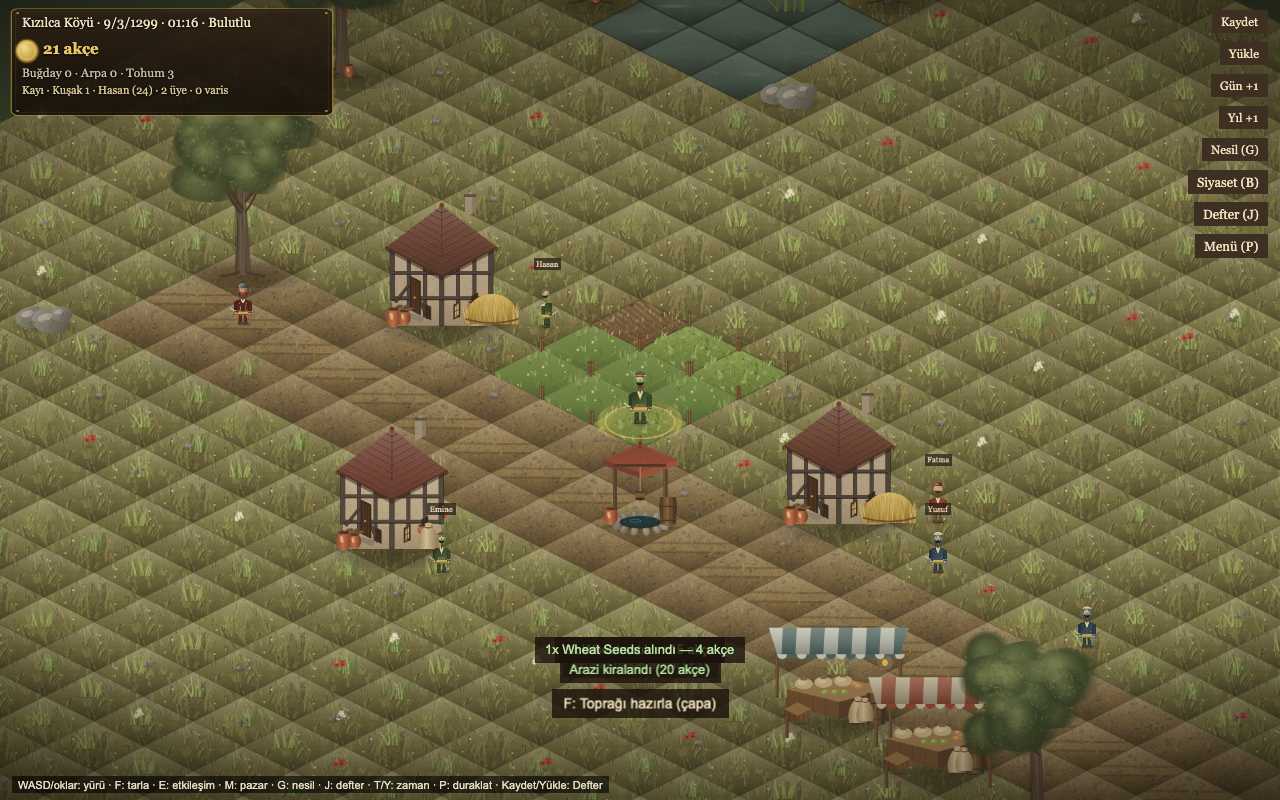 Kızılca Köyü · 9/3/1299 · 01:16 · Bulutlu
21 akçe
Buğday 0 · Arpa 0 · Tohum 3
Kayı · Kuşak 1 · Hasan (24) · 2 üye · 0 varis
Kaydet
Yükle
Gün +1
Yıl +1
Nesil (G)
Siyaset (B)
Defter (J)
Menü (P)
Hasan
Fatma
Emine
Yusuf
1x Wheat Seeds alındı — 4 akçe
Arazi kiralandı (20 akçe)
F: Toprağı hazırla (çapa)
WASD/oklar: yürü · F: tarla · E: etkileşim · M: pazar · G: nesil · J: defter · T/Y: zaman · P: duraklat · Kaydet/Yükle: Defter